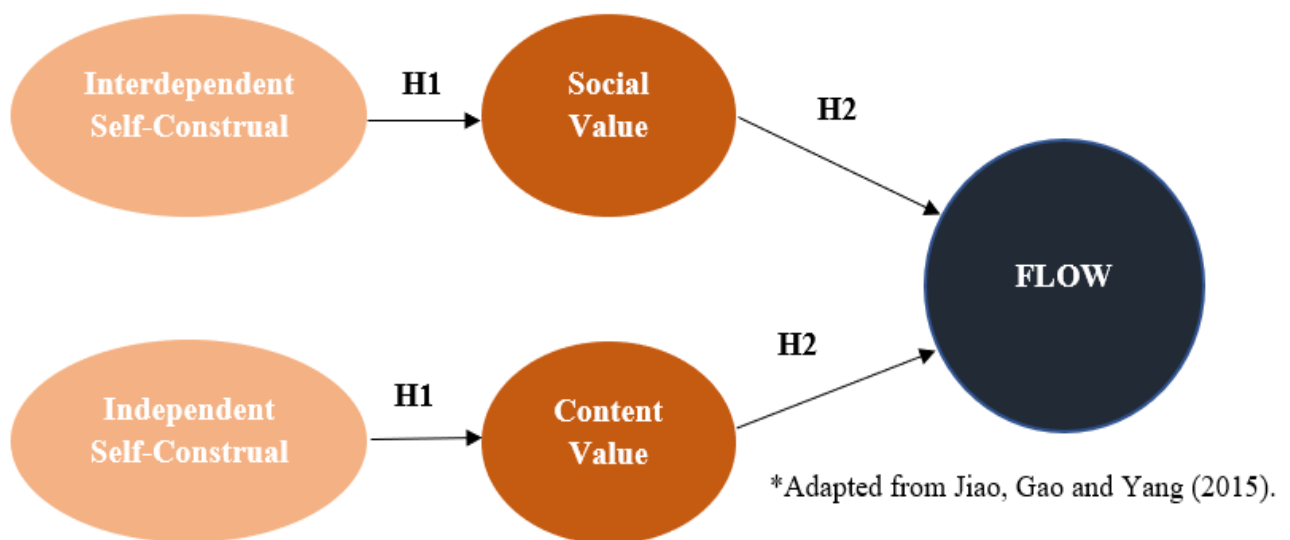 Interdependent
Self-Construal
H1
Social
Value
H2
FLOW
Independent
Self-Construal
H1
Content
Value
H2
*Adapted from Jiao, Gao and Yang (2015).